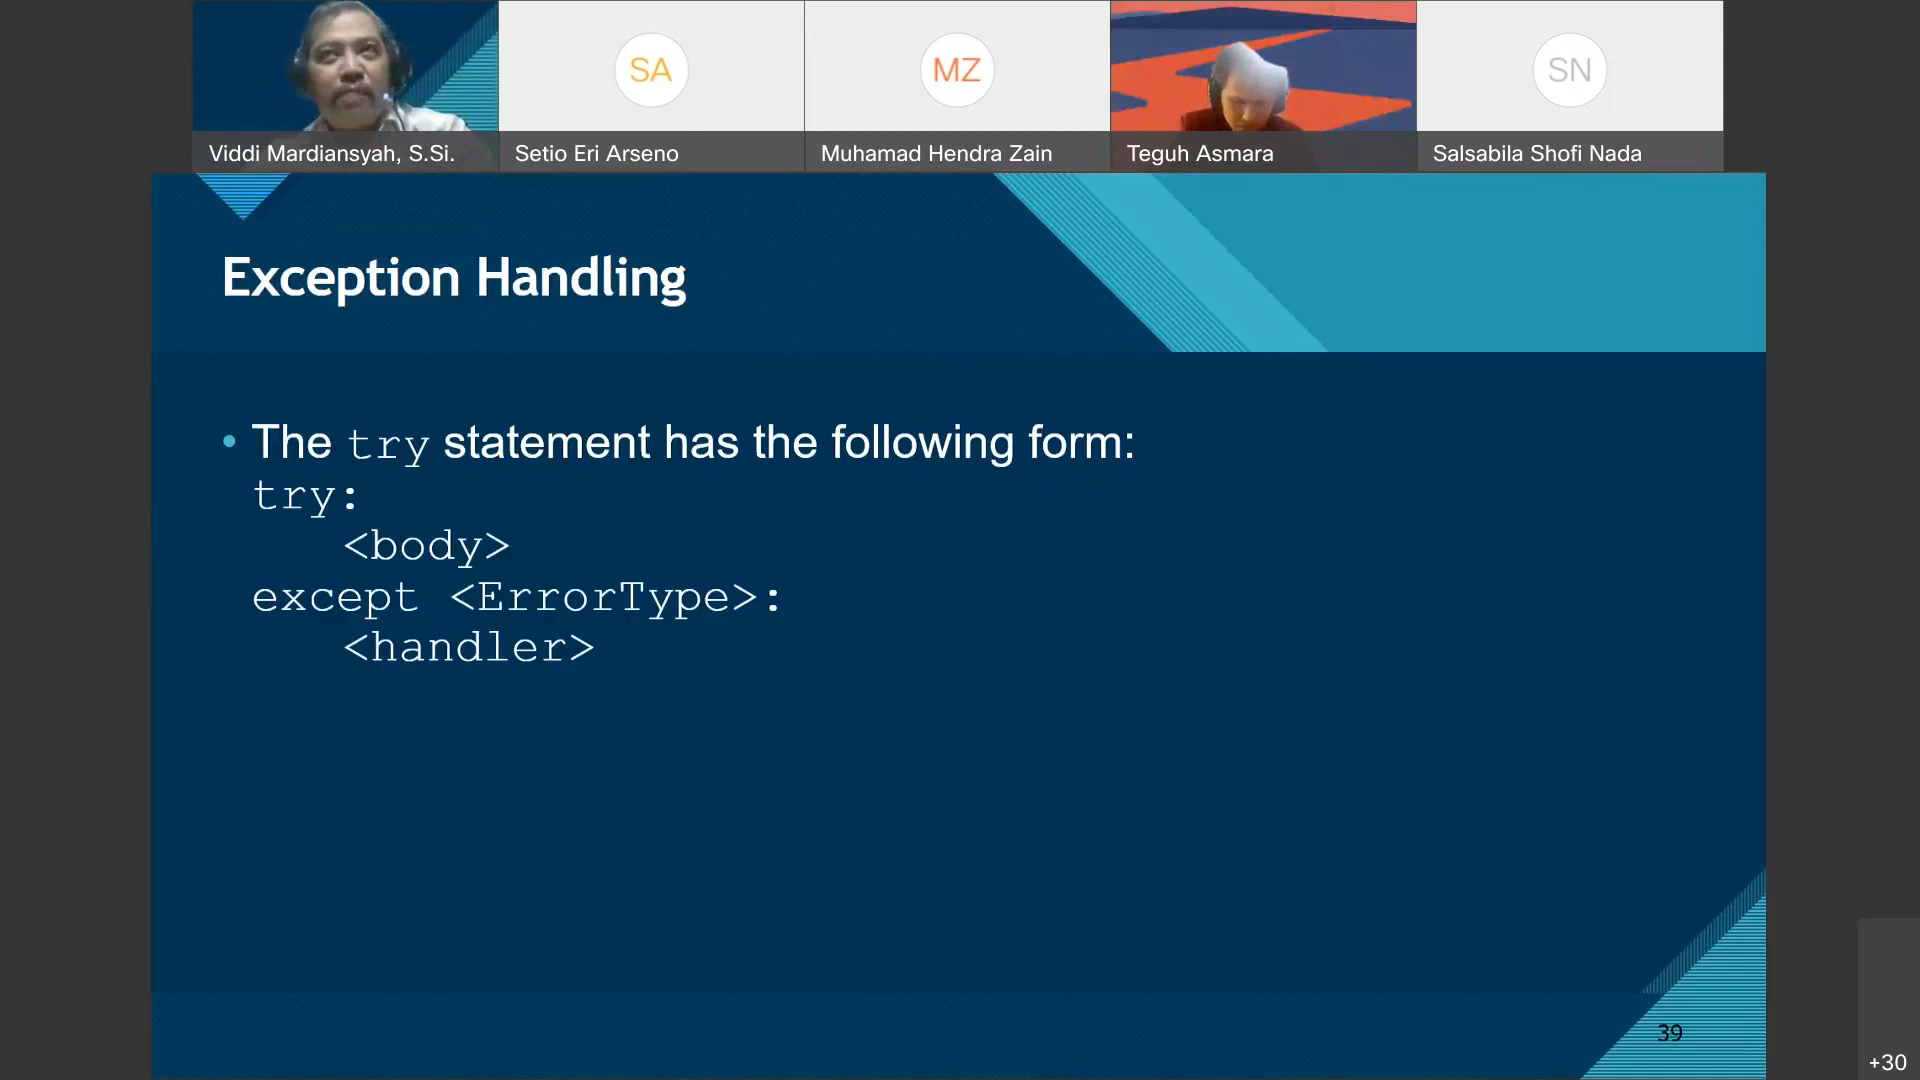 SA
MZ
SN
Viddi Mardiansyah, S.Si.
Setio Eri Arseno
Muhamad Hendra Zain
Teguh Asmara
Salsabila Shofi Nada
Exception Handling
• The try statement has the following form:
try:
<body>
except <ErrorType>:
<handler>
39
+30